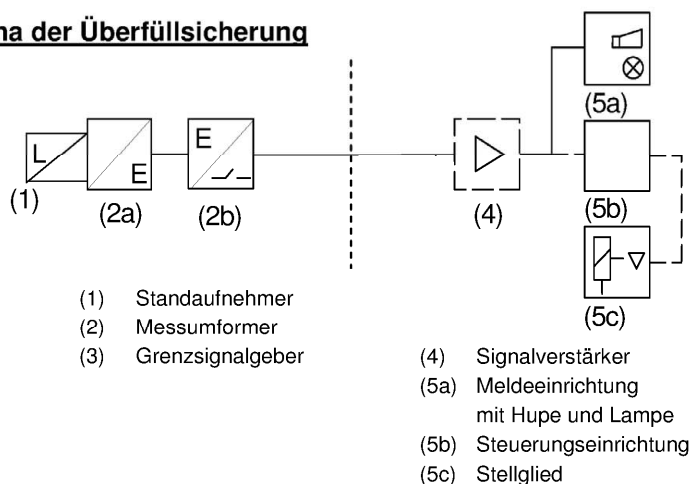 na der Überfüllsicherung
L
E
E
(1)
(2a)
(2b)
(4)
(5a)
(5b)
(5c)
(1) Standaufnehmer
(2) Messumformer
(3) Grenzsignalgeber
(4) Signalverstärker
(5a) Meldeeinrichtung
mit Hupe und Lampe
(5b) Steuerungseinrichtung
(5c) Stellglied